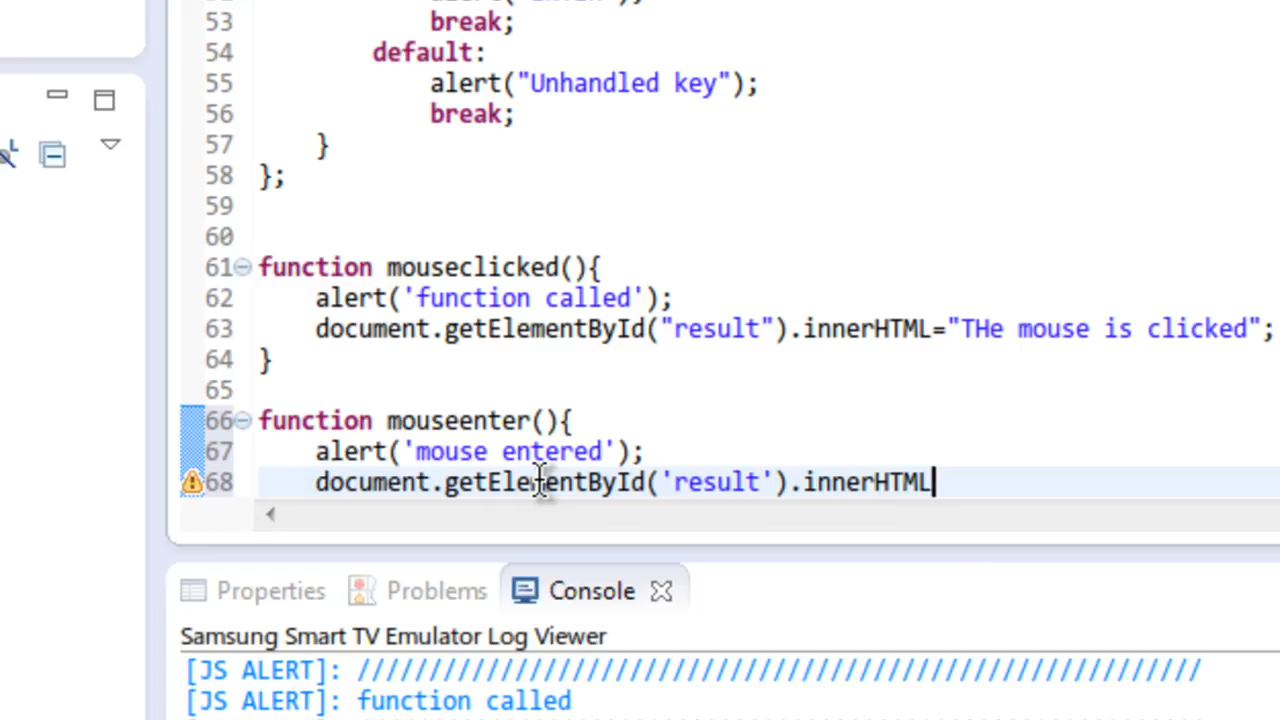 53 break;
54 default:
55 alert("Unhandled key");
56 break;
57 }
58 };
59
60
61 function mouseclicked(){
62 alert('function called');
63 document.getElementById("result").innerHTML="THe mouse is clicked";
64 }
65
66 function mouseenter(){
67 alert('mouse entered');
68 document.getElementById('result').innerHTML
Properties Problems Console
Samsung Smart TV Emulator Log Viewer
[JS ALERT]: ///////////////////////////////////////////////////////////
[JS ALERT]: function called